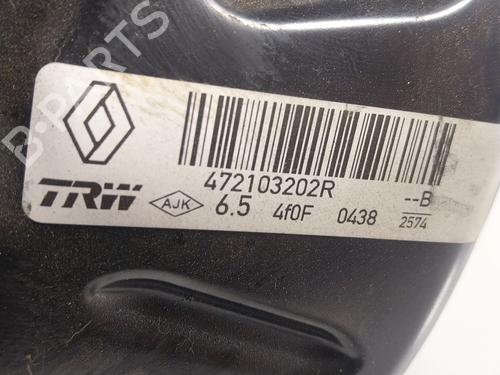 B-PARTS
472103202R
TRW AJK 6.5 4f0F 0438 --B
2574